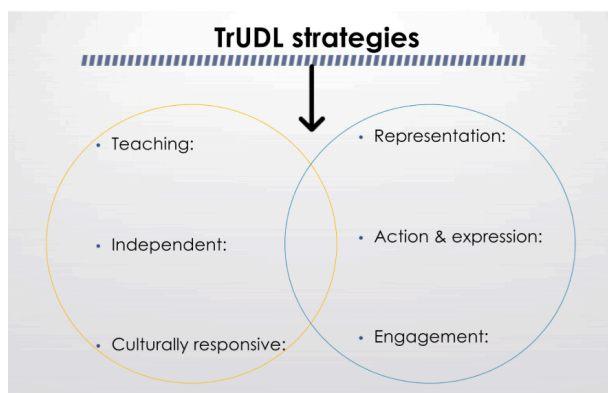 TrUDL strategies
• Teaching:
• Independent:
• Culturally responsive:
• Representation:
• Action & expression:
• Engagement: